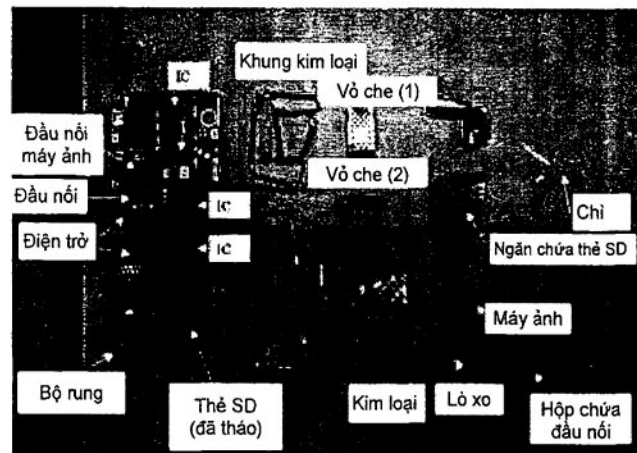 IC
Khung kim loại
Vỏ che (1)
Đầu nối
máy ảnh
Vỏ che (2)
Đầu nối
IC
Chỉ
Điện trở
IC
Ngăn chứa thẻ SD
Máy ảnh
Bộ rung
Thẻ SD
(đã tháo)
Kim loại
Lò xo
Hộp chứa
đầu nối